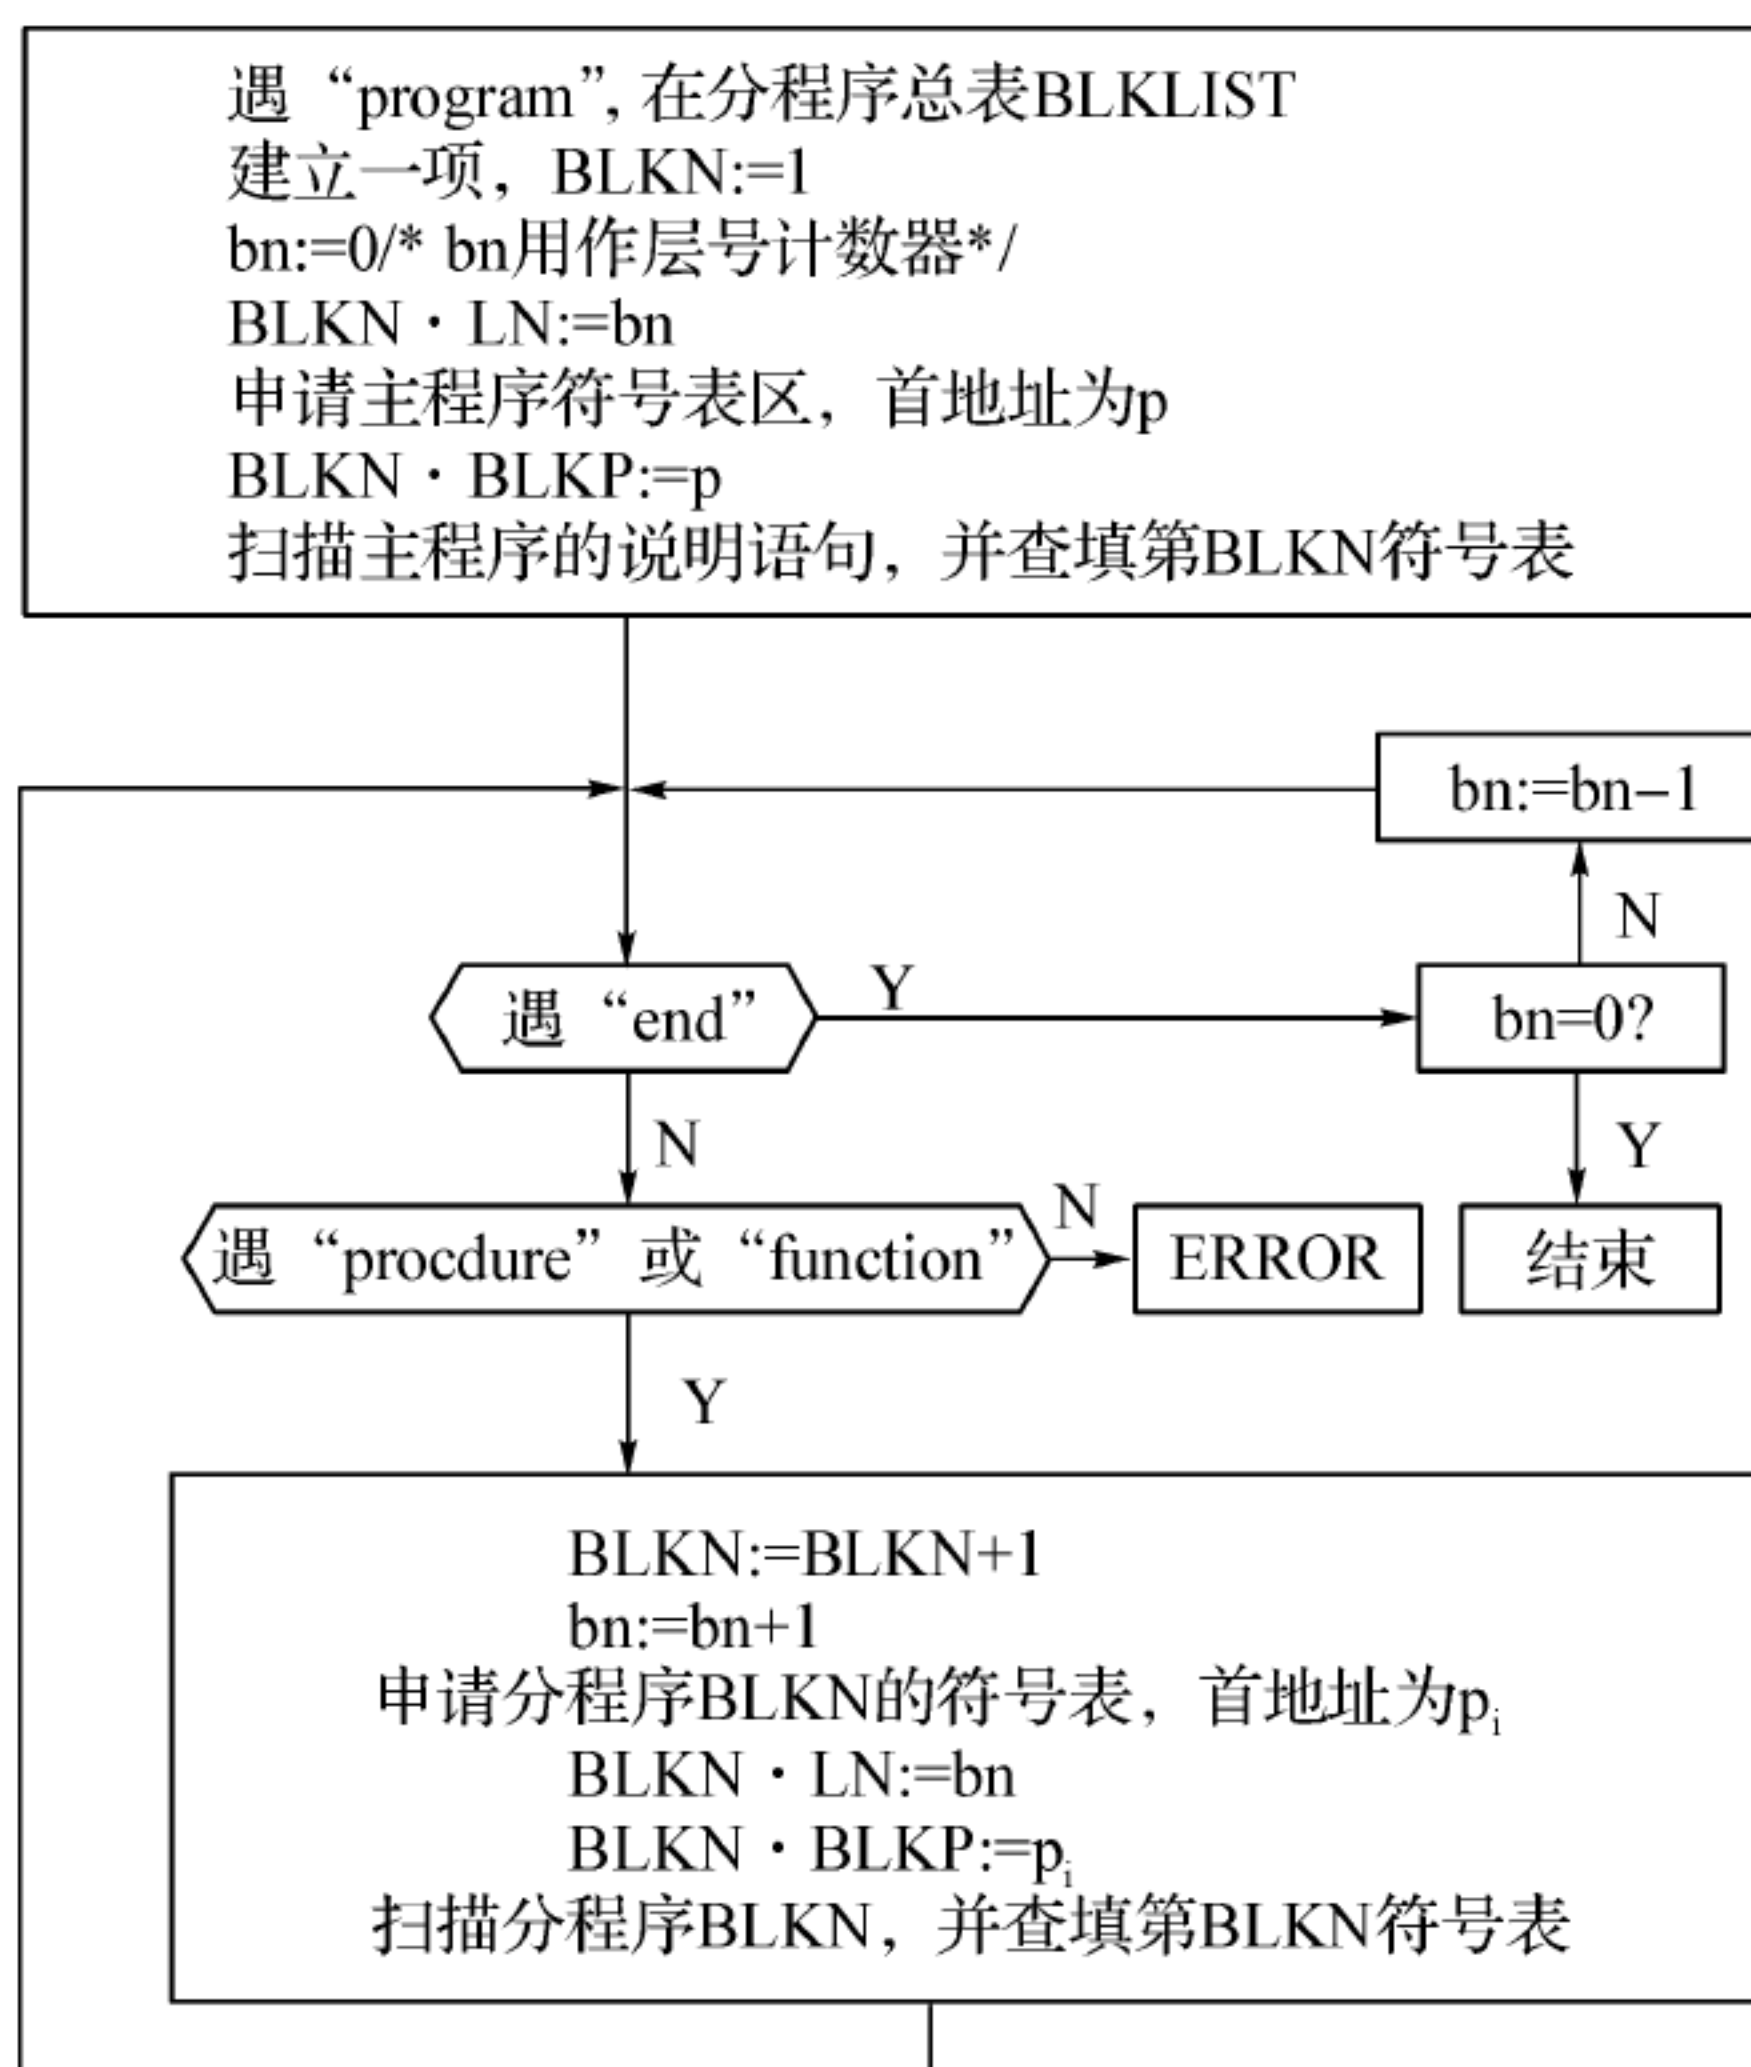 遇“program”, 在分程序总表BLKLIST
建立一项，BLKN:=1
bn:=0/* bn用作层号计数器*/
BLKN·LN:=bn
申请主程序符号表区，首地址为p
BLKN·BLKP:=p
扫描主程序的说明语句，并查填第BLKN符号表
bn:=bn−1
N
遇“end”
Y
bn=0?
N
Y
遇“procdure”或“function”
N
ERROR
结束
Y
BLKN:=BLKN+1
bn:=bn+1
申请分程序BLKN的符号表，首地址为pi
BLKN·LN:=bn
BLKN·BLKP:=pi
扫描分程序BLKN，并查填第BLKN符号表